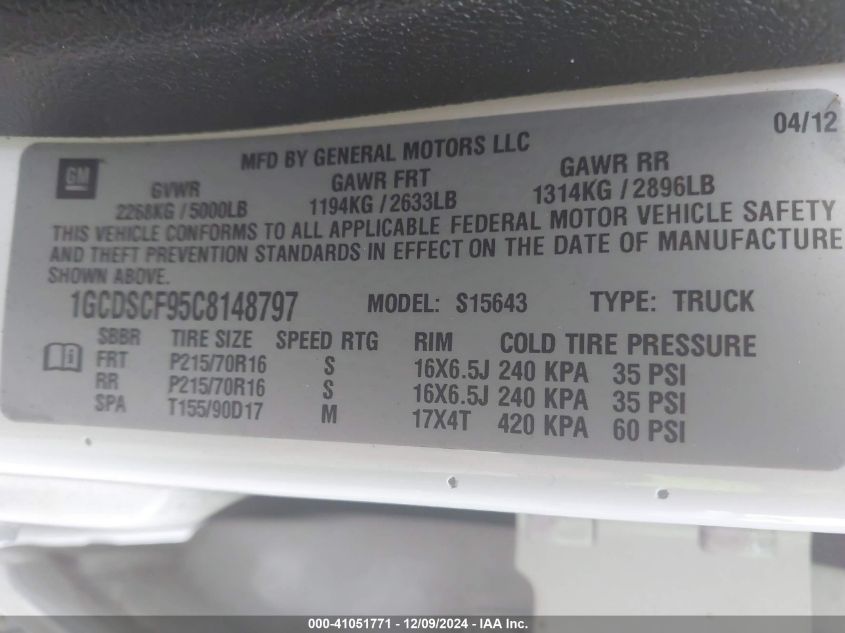 04/12
MFD BY GENERAL MOTORS LLC
GM
GVWR GAWR FRT GAWR RR
2268KG / 5000LB 1194KG / 2633LB 1314KG / 2896LB
THIS VEHICLE CONFORMS TO ALL APPLICABLE FEDERAL MOTOR VEHICLE SAFETY
AND THEFT PREVENTION STANDARDS IN EFFECT ON THE DATE OF MANUFACTURE
SHOWN ABOVE.
1GCDSCF95C8148797 MODEL: S15643 TYPE: TRUCK
SBBR TIRE SIZE SPEED RTG RIM COLD TIRE PRESSURE
FRT P215/70R16 S 16X6.5J 240 KPA 35 PSI
RR P215/70R16 S 16X6.5J 240 KPA 35 PSI
SPA T155/90D17 M 17X4T 420 KPA 60 PSI
000-41051771 - 12/09/2024 - IAA Inc.